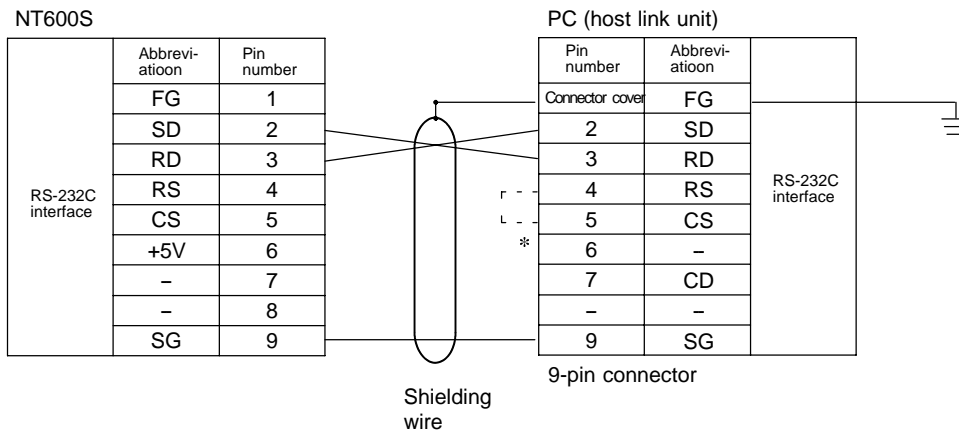 NT600S
PC (host link unit)
Abbrevi-
atioon
Pin
number
FG 1
SD 2
RD 3
RS 4
CS 5
+5V 6
– 7
– 8
SG 9
RS-232C
interface
Pin
number
Abbrevi-
atioon
Connector cover FG
2 SD
3 RD
4 RS
5 CS
6 –
7 CD
– –
9 SG
RS-232C
interface
*
9-pin connector
Shielding
wire